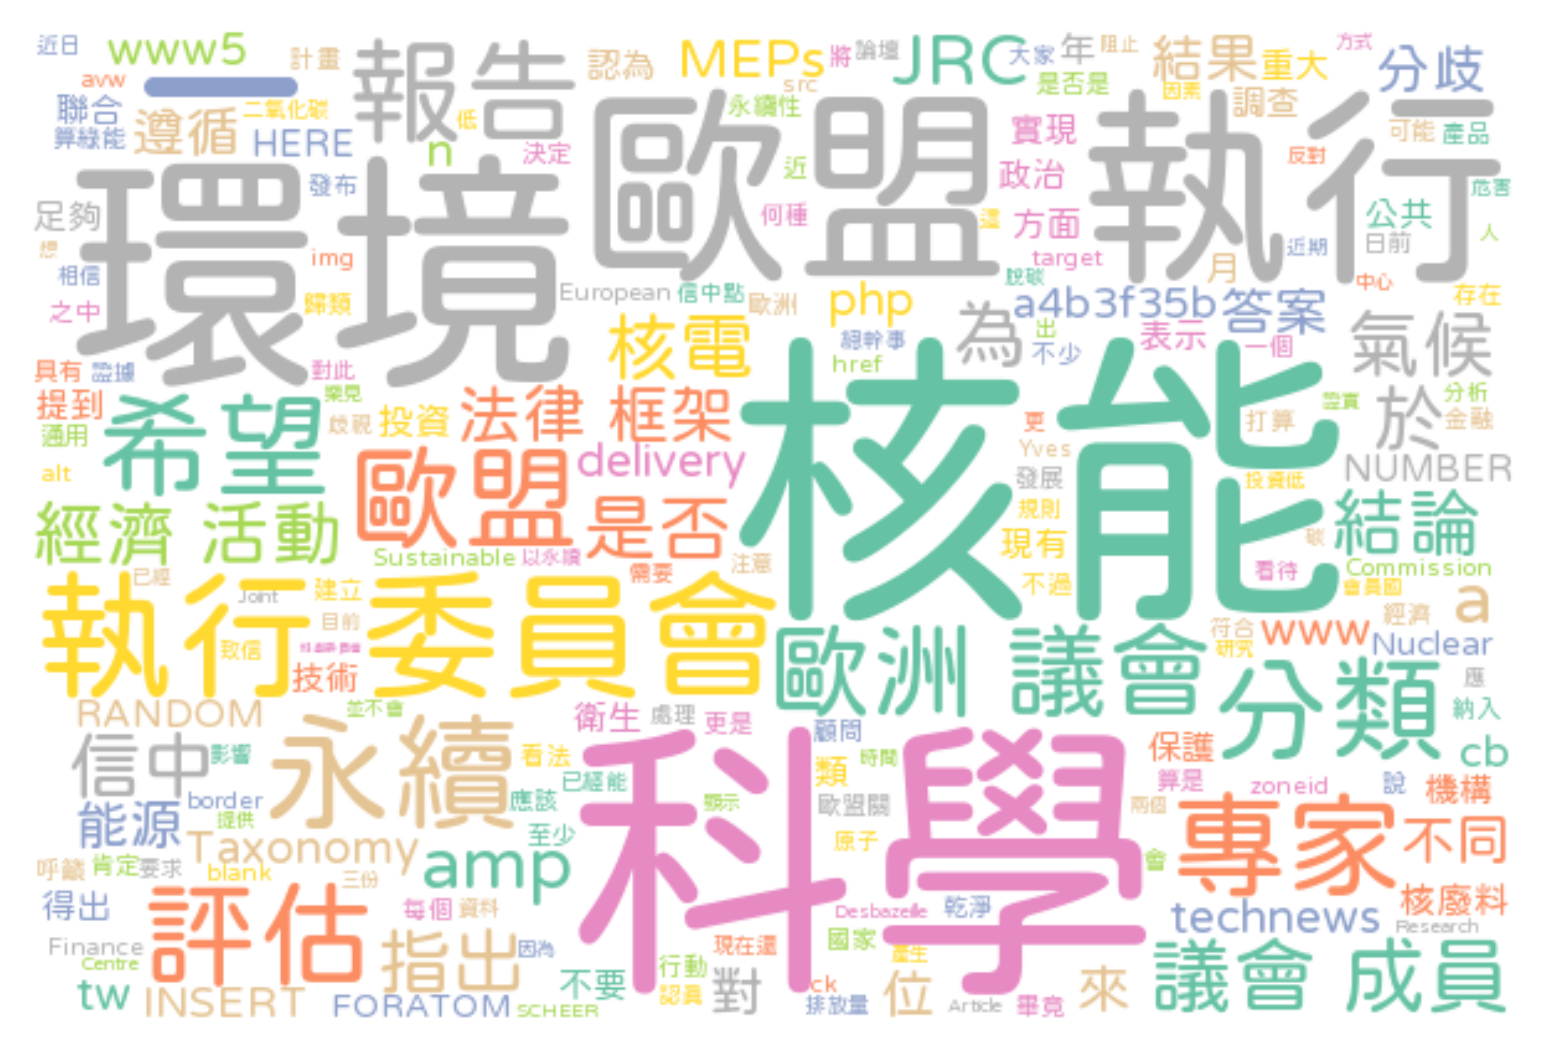 近日 www5 計畫 報告 認為 MEPs 將 論壇 JRC 大家 年 阻止 結果 重大 方式 分歧
avw src 是否是 因素
聯合 遵循 二氧化碳 低 永續性 歐盟 執行 實現 調查 可能 產品
算綠能 HERE n 決定 近 反對
環境 發布 政治 危害
足夠 何種 還 方面 公共 人
想 img target 近期 日前
相信 European 信中點 脫碳 月 中心
之中 歸類 歐洲 php a4b3f35b 答案 存在
核電 總幹事 為 出 表示 氣候
具有 證據 對此 href 不少 一個
提到 希望 樂見 法律 框架 核能 於 分析
通用 歧視 投資 更 打算 證實 金融
alt 歐盟 delivery Yves NUMBER
發展 投資低
經濟 活動 是否 規則 結論
Sustainable 以永續 注意 現有 碳
已經 需要 看待 Commission
執行 委員會 Joint 建立 不過 會員國 a
目前 歐洲 議會 符合 www 經濟
致信 研究 Nuclear
技術 分類 應
RANDOM 並不會 衛生 處理 更是 納入
信中 永續 科學 顧問 保護
影響 看法 時間 cb
能源 border 已經能 類 算是 zoneid 說 機構
提供 應該 顯示 歐盟關 兩個 專家
Taxonomy 至少 原子 不同
呼籲 肯定 要求 blank amp 會
三份 核廢料
得出 評估 每個 資料 Desbazeille 乾淨 technews
Finance 指出 因為 現在還 國家 Research
Centre 行動 產生 議會 成員
tw 不要 認真 對 ck 位 來
INSERT FORATOM SCHEER 排放量 Article 畢竟